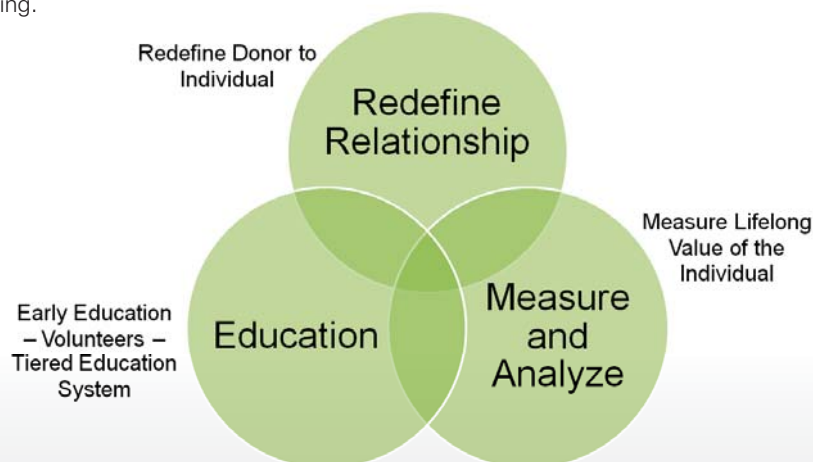 ing.
Redefine Donor to
Individual
Redefine
Relationship
Measure Lifelong
Value of the
Individual
Early Education
– Volunteers –
Tiered Education
System
Education
Measure
and
Analyze